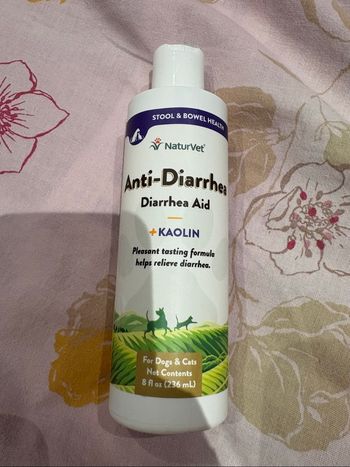 STOOL & BOWEL HEALTH
NaturVet
Anti-Diarrhea
Diarrhea Aid
+ KAOLIN
Pleasant tasting formula
helps relieve diarrhea.
For Dogs & Cats
Net Contents
8 fl oz (236 mL)